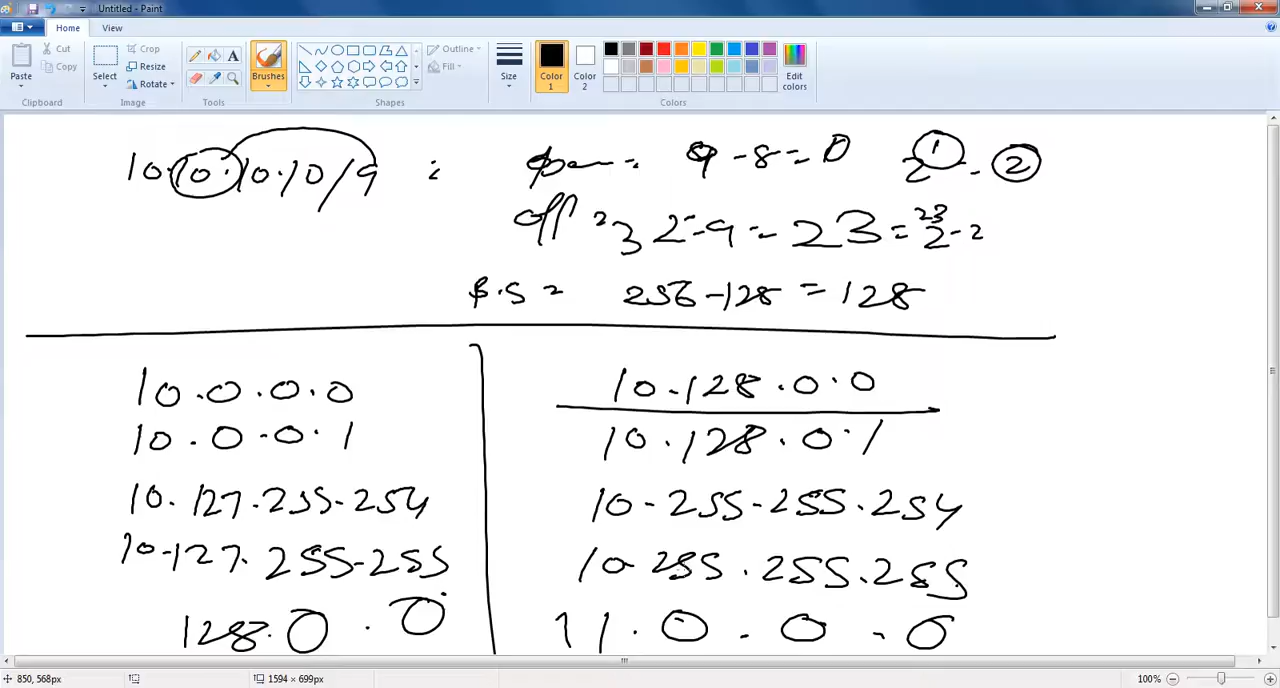 Untitled - Paint
Home View
Paste
Cut
Copy
Clipboard
Select
Crop
Resize
Rotate
Image
A
Tools
Brushes
Shapes
Outline
Fill
Size
Color 1
Color 2
Edit colors
Colors
10.10.10.10/9 :
9-8=
2 1 = 2
off = 32-9=23=2 23 -2
B.S = 256-128=128
10.0.0.0
10.0.0.1
10.127.255.254
10.127.255.255
128.0.0
10.128.0.0
10.128.0.1
10.255.255.254
10.255.255.255
11.0.0.0
850, 568px
1594 × 699px
100%